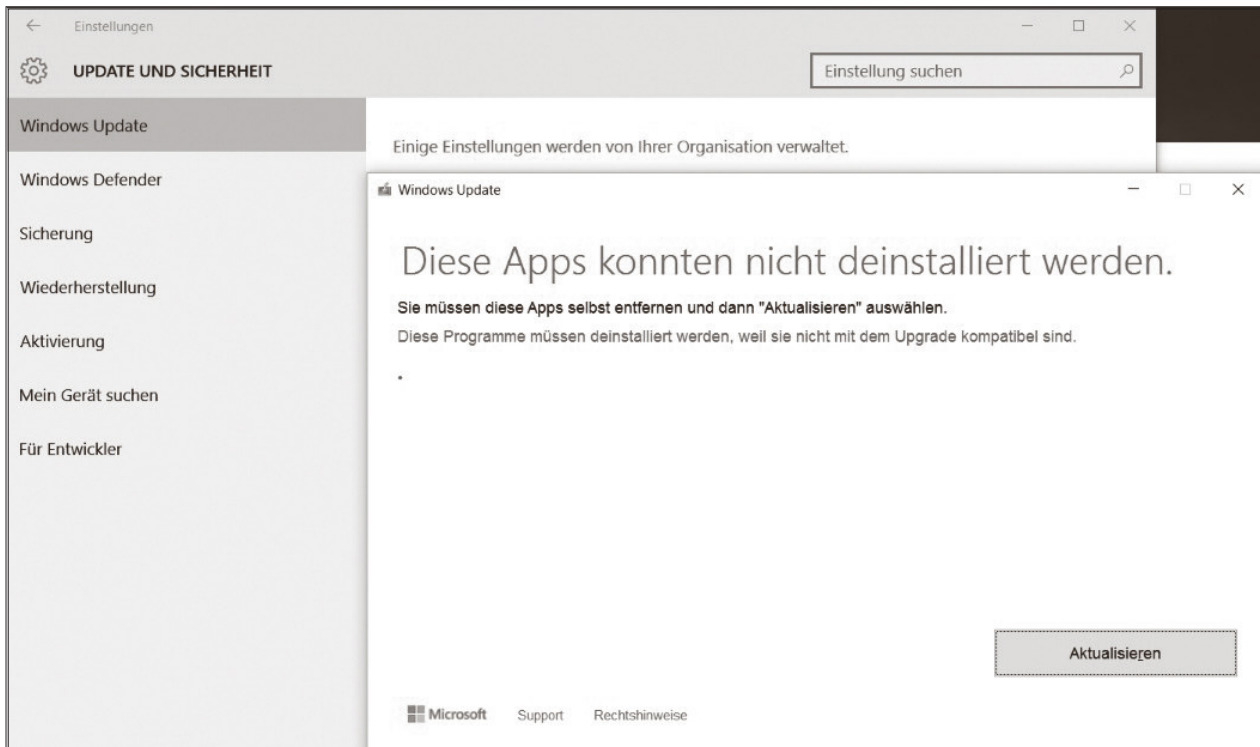 Einstellungen
UPDATE UND SICHERHEIT
Einstellung suchen
Windows Update
Windows Defender
Sicherung
Wiederherstellung
Aktivierung
Mein Gerät suchen
Für Entwickler
Einige Einstellungen werden von Ihrer Organisation verwaltet.
Windows Update
Diese Apps konnten nicht deinstalliert werden.
Sie müssen diese Apps selbst entfernen und dann "Aktualisieren" auswählen.
Diese Programme müssen deinstalliert werden, weil sie nicht mit dem Upgrade kompatibel sind.
•
Aktualisieren
Microsoft Support Rechtshinweise